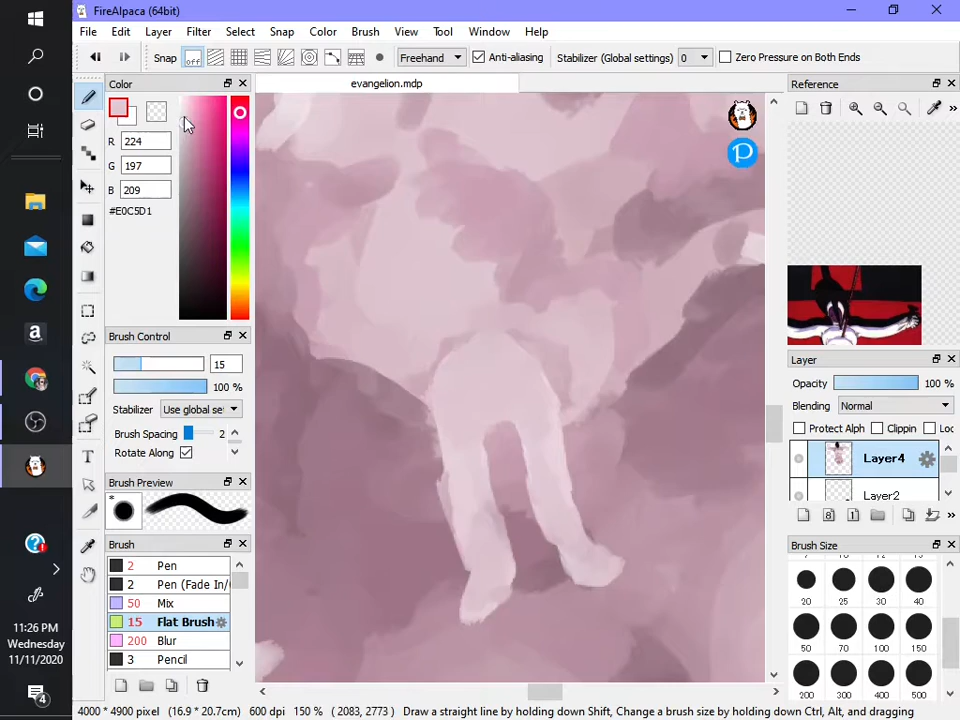 FireAlpaca (64bit)
File Edit Layer Filter Select Snap Color Brush View Tool Window Help
Snap off Freehand Anti-aliasing Stabilizer (Global settings) 0 Zero Pressure on Both Ends
Color
evangelion.mdp
Reference
R 224
G 197
B 209
#E0C5D1
P
Brush Control
15
100 %
Stabilizer Use global se
Brush Spacing 2
Rotate Along
Layer
Opacity 100 %
Blending Normal
Protect Alph Clippin Loc
Layer4
Layer2
8 1
Brush Preview
*
Brush
2 Pen
2 Pen (Fade In/
50 Mix
15 Flat Brush
200 Blur
3 Pencil
Brush Size
20 25 30 40
50 70 100 150
200 300 400 500
11:26 PM
Wednesday
11/11/2020
4
4000 * 4900 pixel (16.9 * 20.7cm) 600 dpi 150 % ( 2083, 2773) Draw a straight line by holding down Shift, Change a brush size by holding down Ctrl, Alt, and dragging